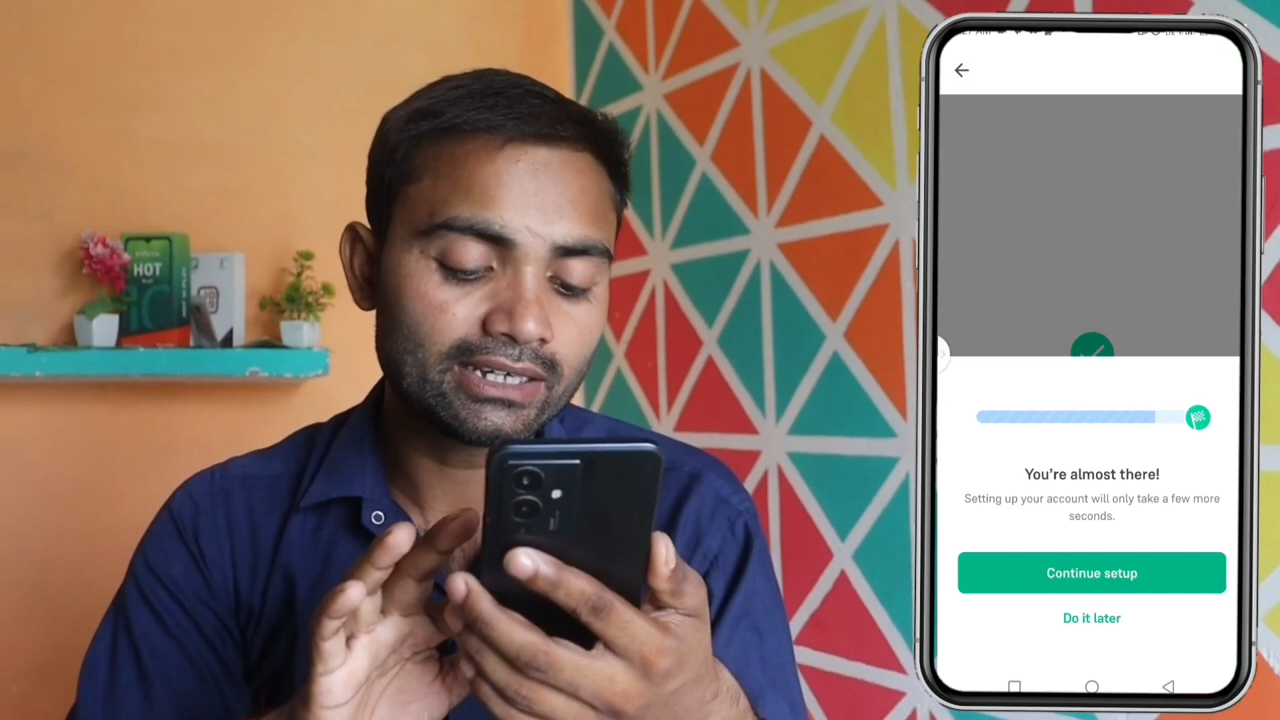 HOT
You're almost there!
Setting up your account will only take a few more
seconds.
Continue setup
Do it later